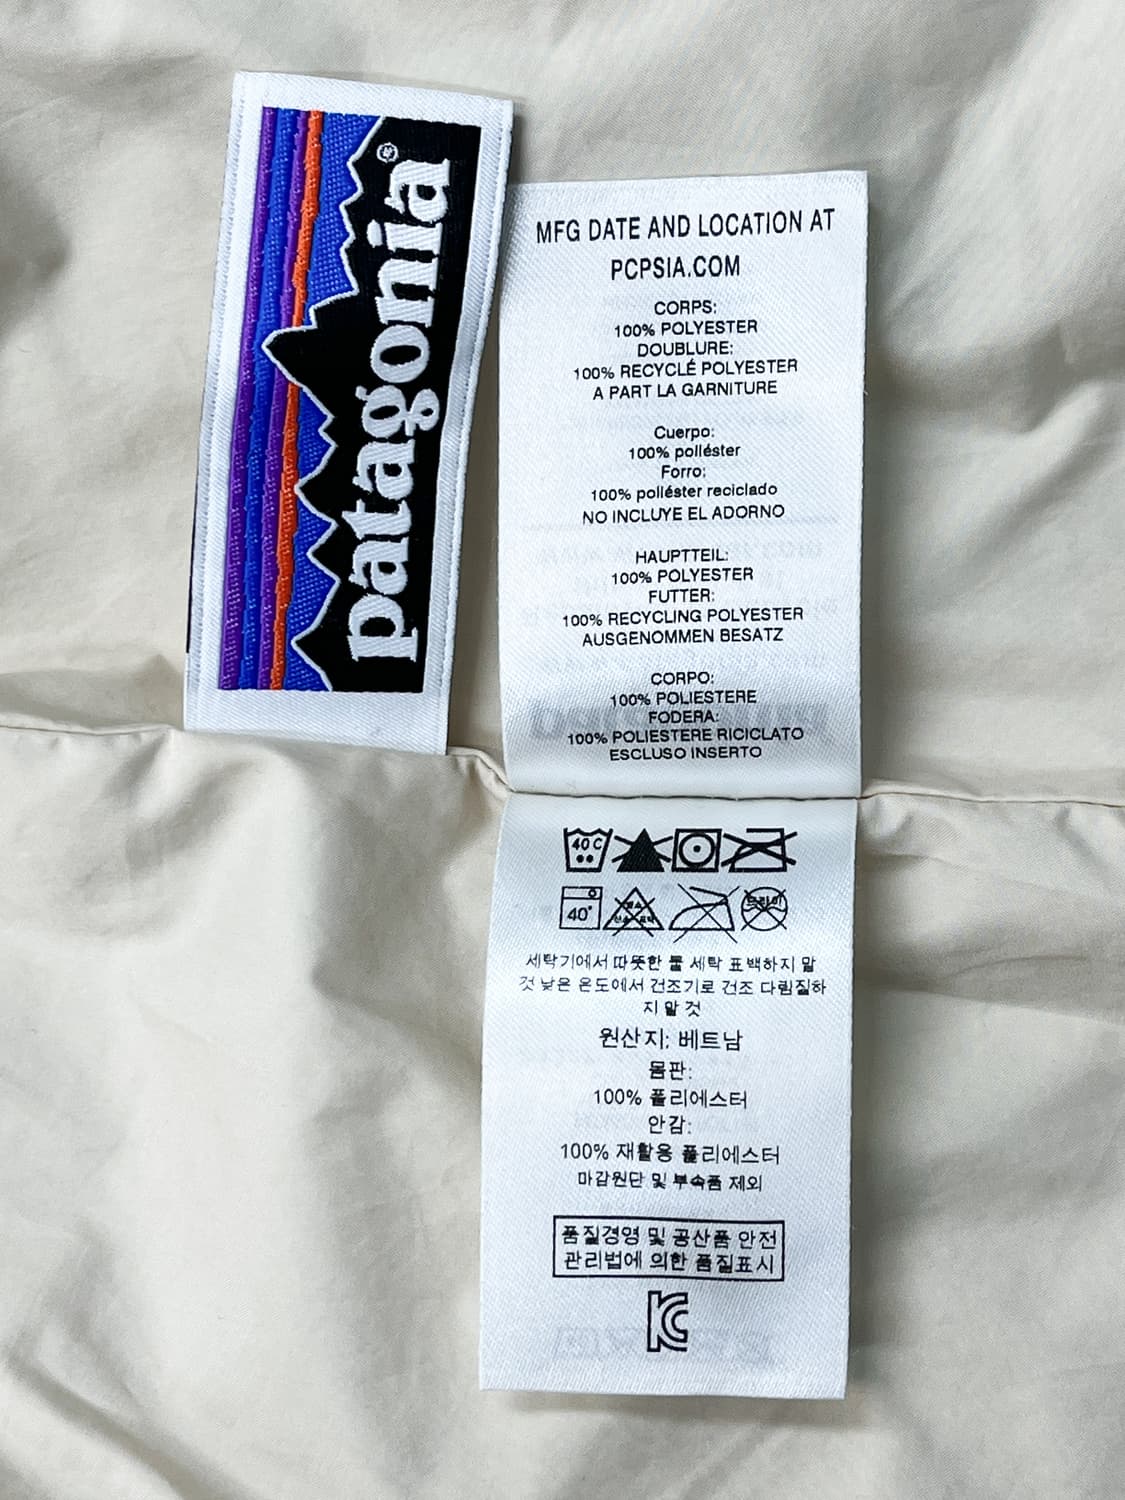 patagonia®
MFG DATE AND LOCATION AT
PCPSIA.COM
CORPS:
100% POLYESTER
DOUBLURE:
100% RECYCLÉ POLYESTER
A PART LA GARNITURE
Cuerpo:
100% poliéster
Forro:
100% poliéster reciclado
NO INCLUYE EL ADORNO
HAUPTTEIL:
100% POLYESTER
FUTTER:
100% RECYCLING POLYESTER
AUSGENOMMEN BESATZ
CORPO:
100% POLIESTERE
FODERA:
100% POLIESTERE RICICLATO
ESCLUSO INSERTO
40 C
40°
드라이
세탁기에서 따뜻한 물 세탁 표백하지 말
것 낮은 온도에서 건조기로 건조 다림질하
지 말 것
원산지: 베트남
몸판:
100% 폴리에스터
안감:
100% 재활용 폴리에스터
마감원단 및 부속품 제외
품질경영 및 공산품 안전
관리법에 의한 품질표시
KC